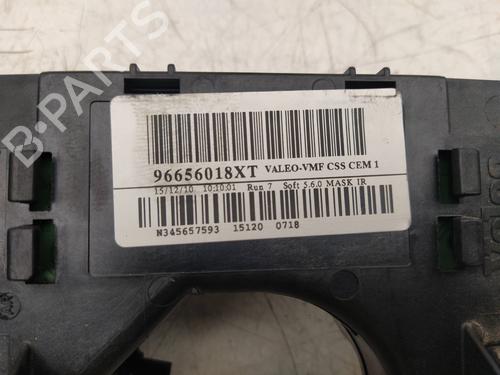 B-PARTS
96656018XT VALEO-VMF CSS CEM 1
15/12/10 10:10:01 Run 7 Soft 5.6.0 MASK IR
N345657593 15120 0718